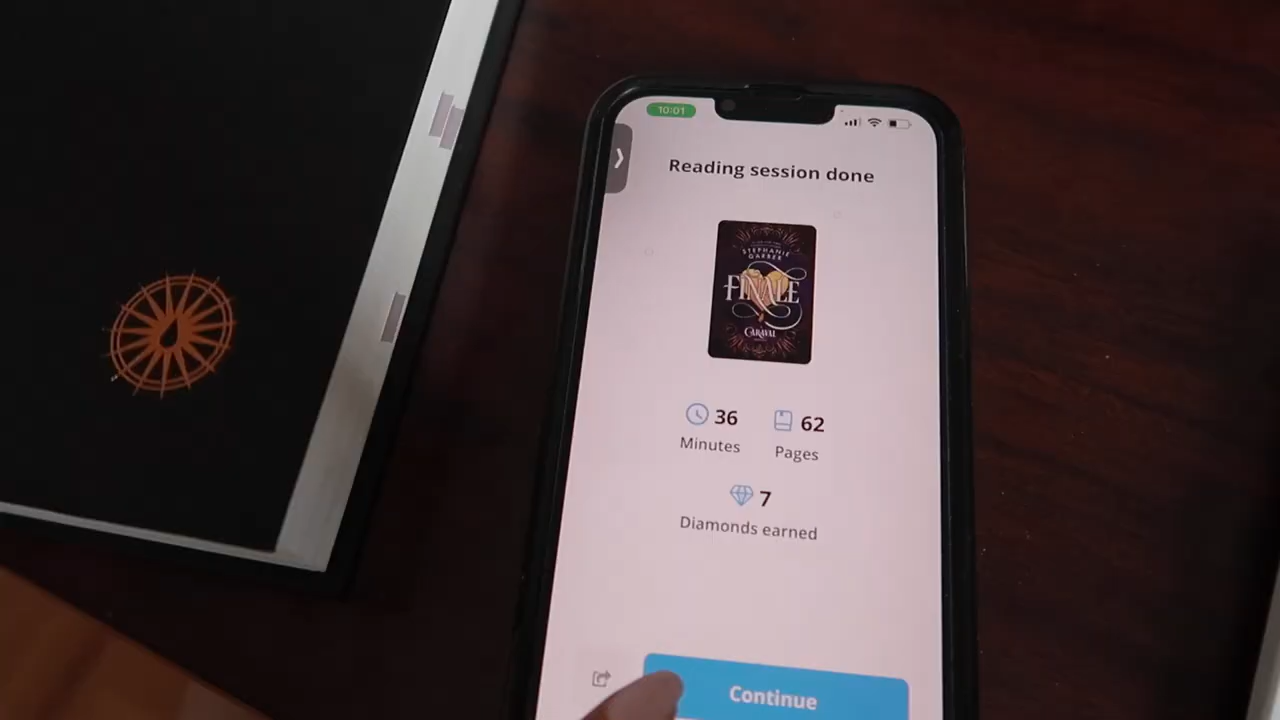 10:01
Reading session done
STEPHANIE
GARBER
FINALE
CARAVAL
36
Minutes
62
Pages
7
Diamonds earned
Continue